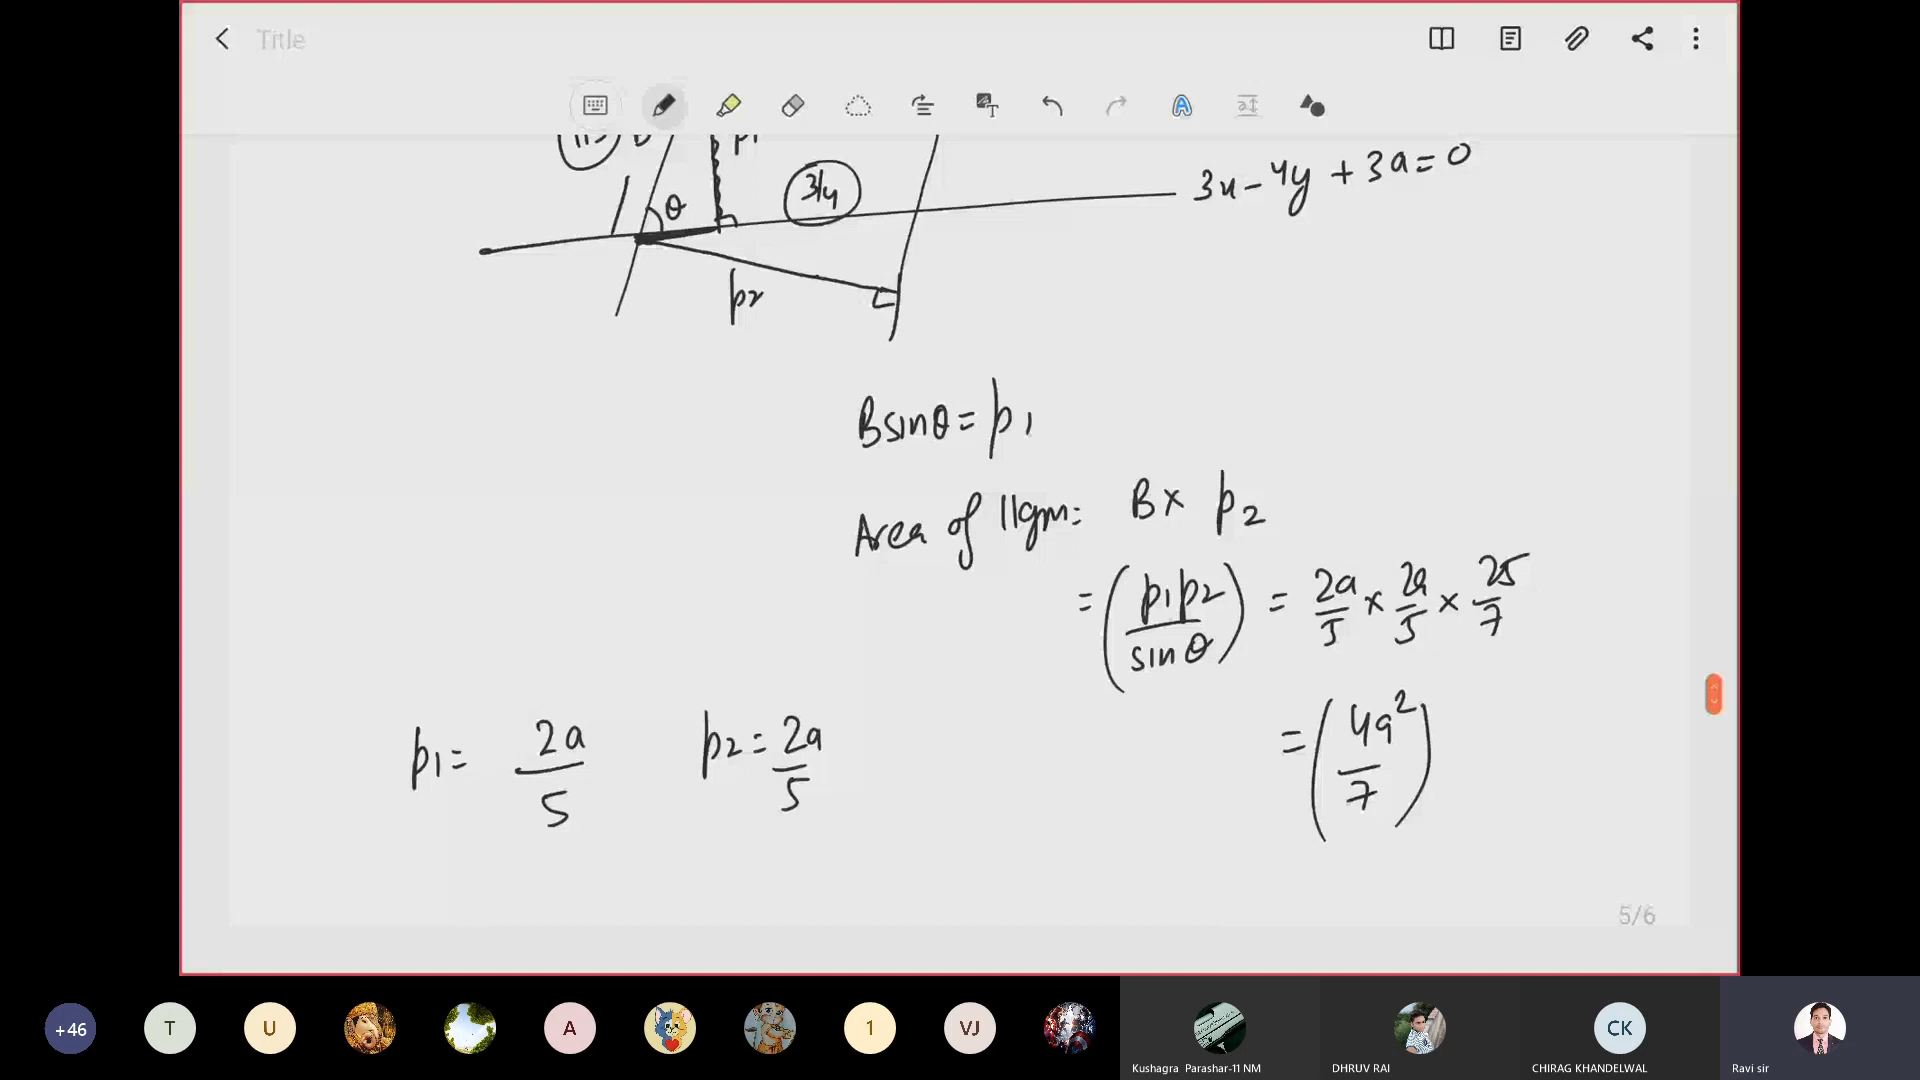 Title
p1
θ
3/4
3x-4y+3a=0
p2
B sinθ = p1
Area of ||gm: B × p2
= (p1p2/sinθ) = 2a/5 × 2a/5 × 25/7
p1 = 2a/5 p2 = 2a/5
= (4a²/7)
5/6
+46 T U A 1 VJ CK
Kushagra Parashar-11 NM DHRUV RAI CHIRAG KHANDELWAL Ravi sir